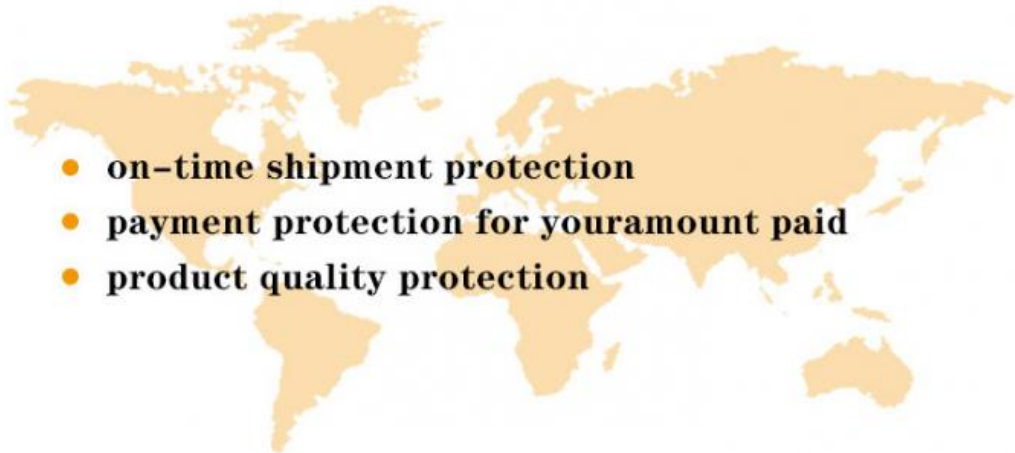 on-time shipment protection
payment protection for youramount paid
product quality protection